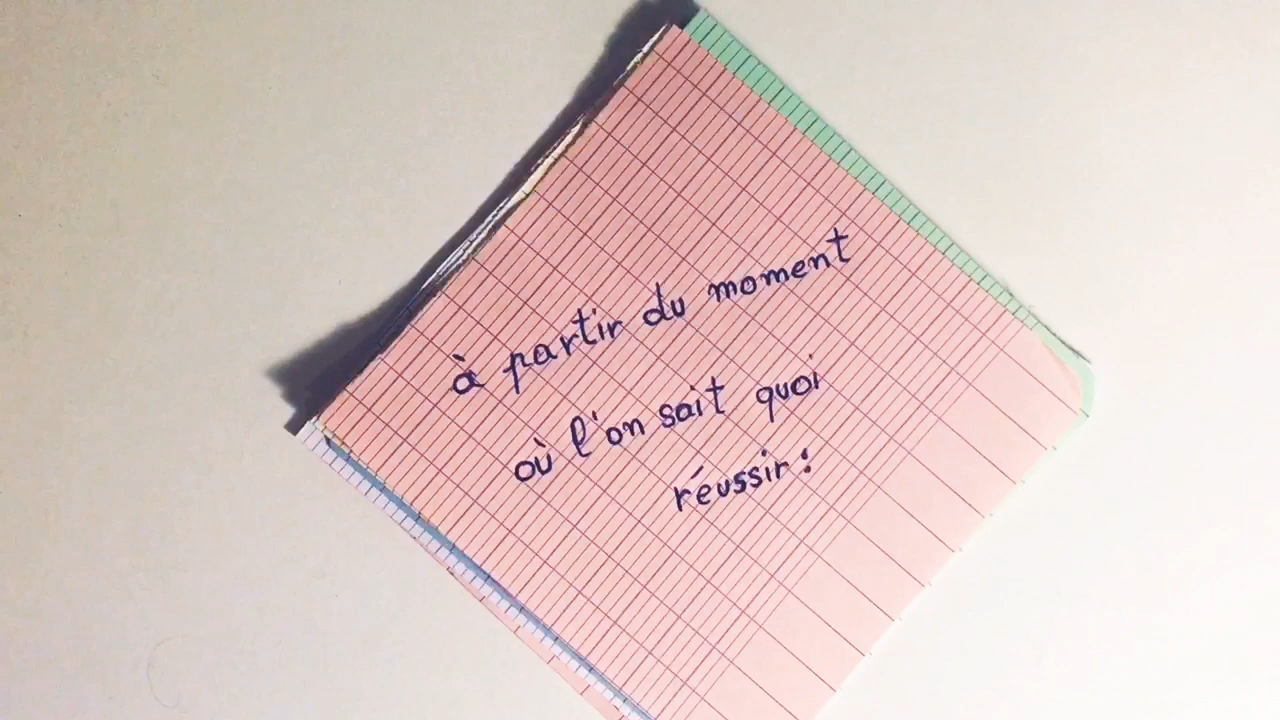 à partir du moment
où l'on sait quoi
réussir: